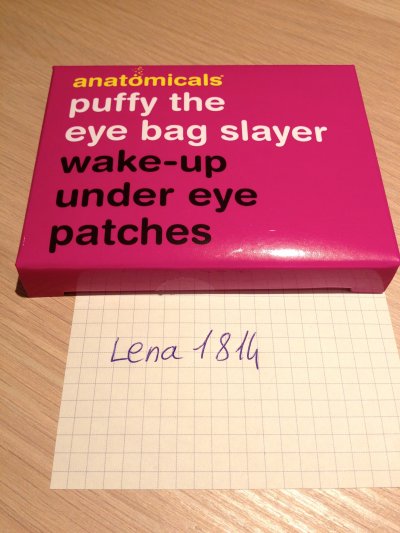 anatomicals
puffy the
eye bag slayer
wake-up
under eye
patches
Lena 1814